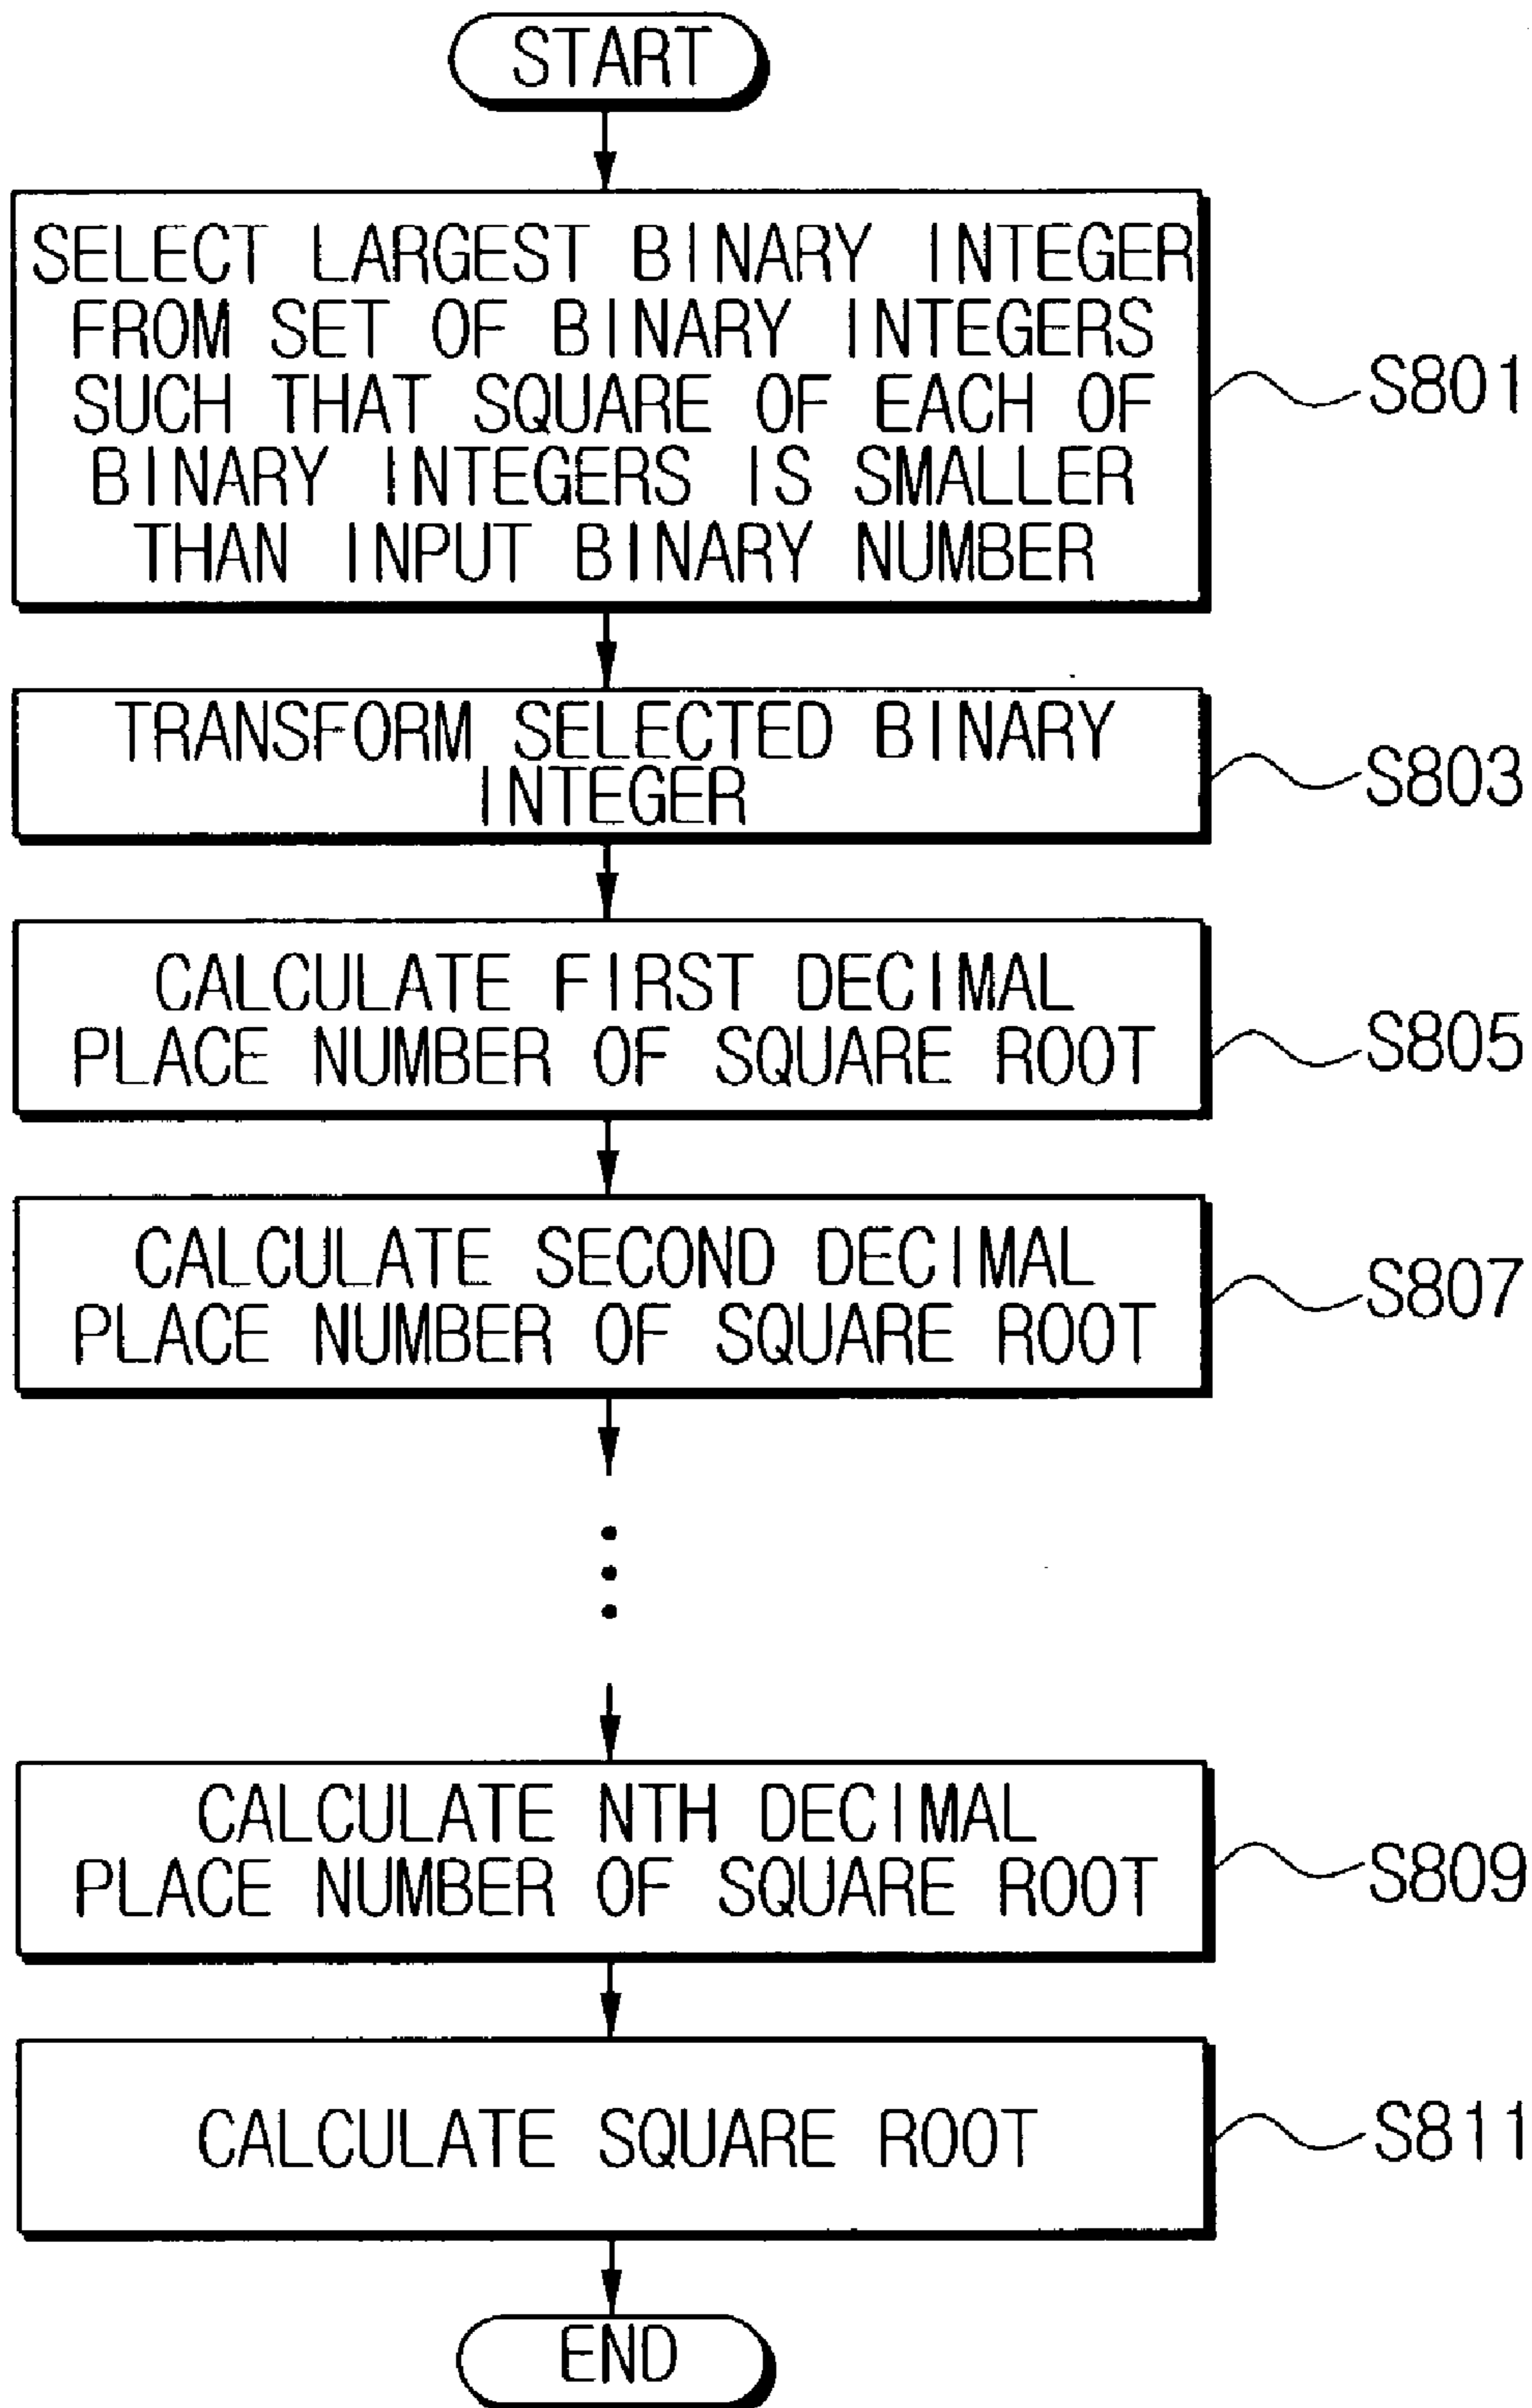 START
SELECT LARGEST BINARY INTEGER
FROM SET OF BINARY INTEGERS
SUCH THAT SQUARE OF EACH OF
BINARY INTEGERS IS SMALLER
THAN INPUT BINARY NUMBER
S801
TRANSFORM SELECTED BINARY
INTEGER
S803
CALCULATE FIRST DECIMAL
PLACE NUMBER OF SQUARE ROOT
S805
CALCULATE SECOND DECIMAL
PLACE NUMBER OF SQUARE ROOT
S807
CALCULATE NTH DECIMAL
PLACE NUMBER OF SQUARE ROOT
S809
CALCULATE SQUARE ROOT
S811
END